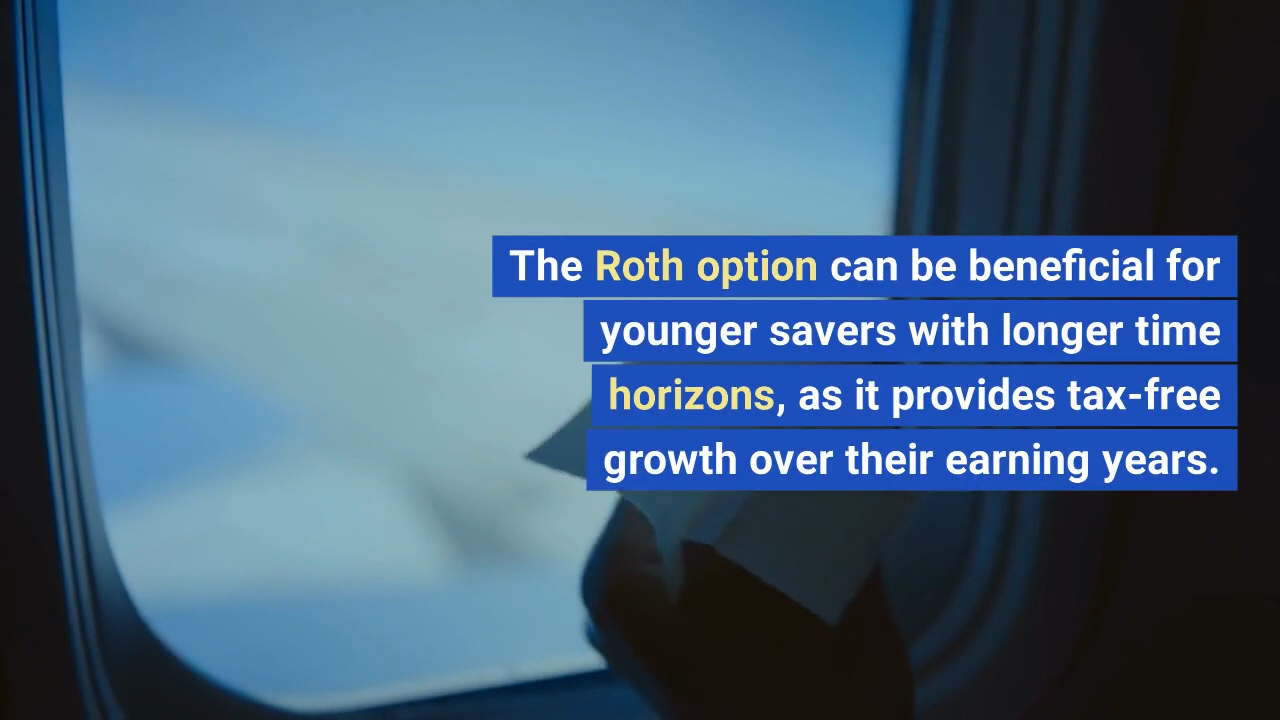 The Roth option can be beneficial for
younger savers with longer time
horizons, as it provides tax-free
growth over their earning years.